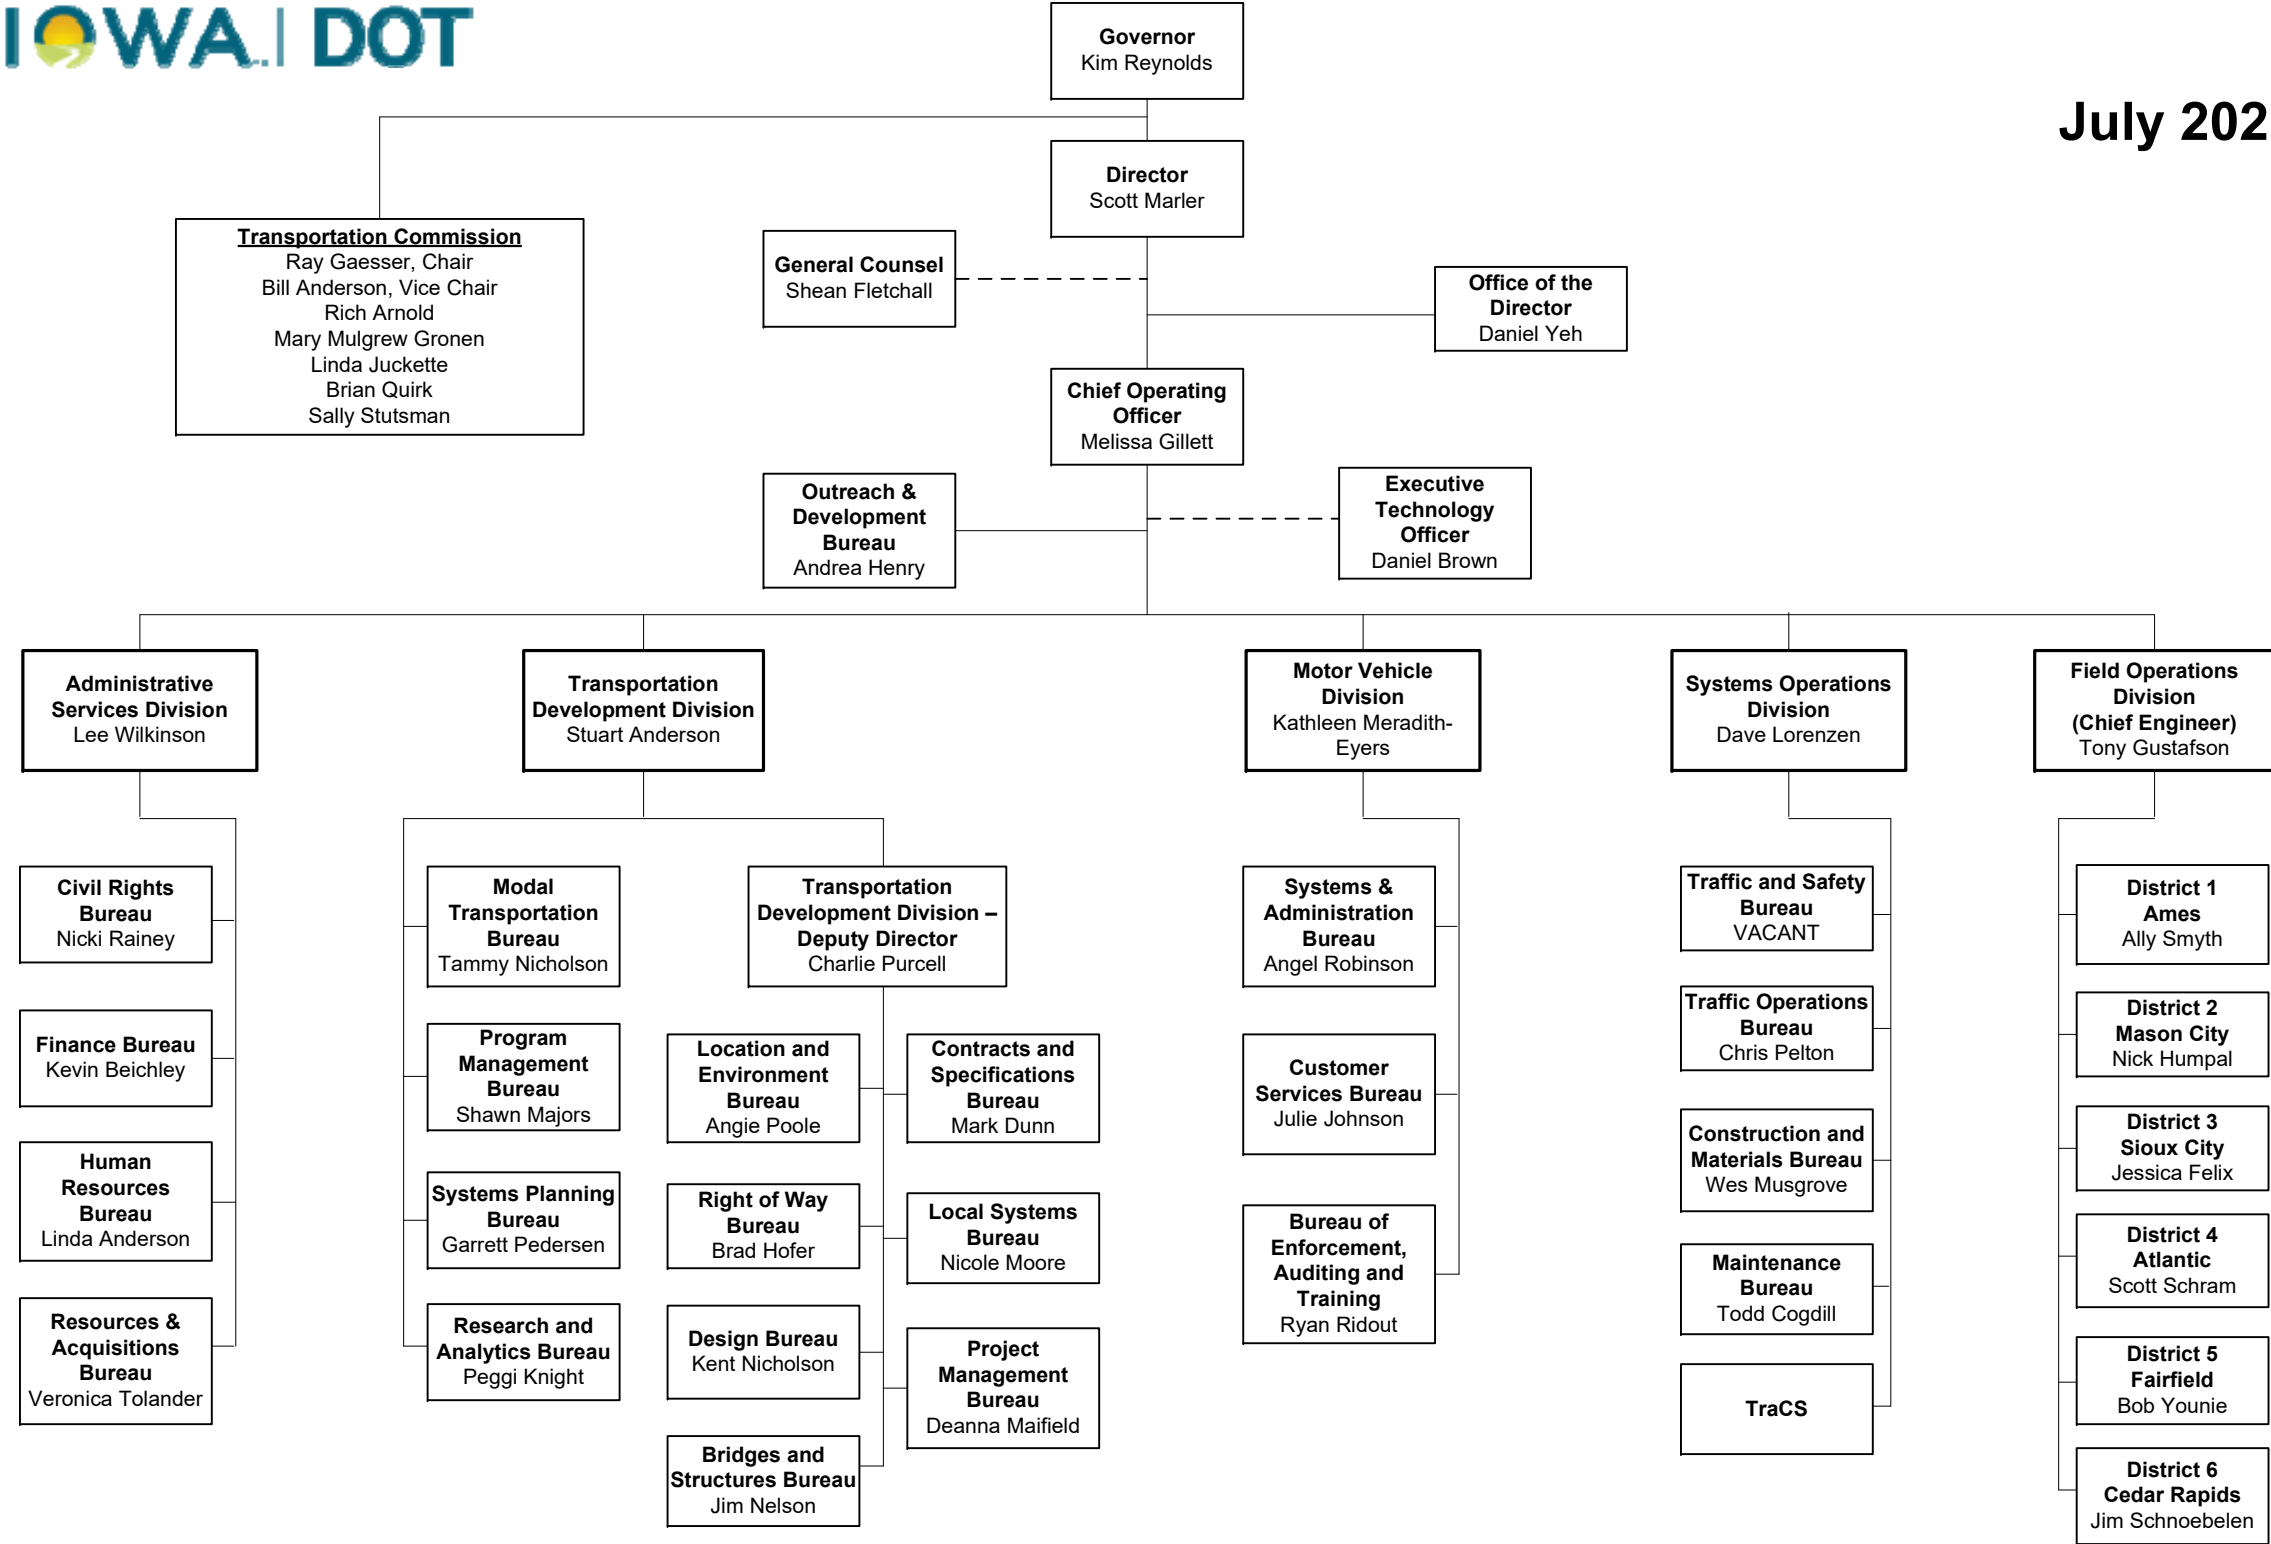 IOWA | DOT
July 202
Governor
Kim Reynolds
Director
Scott Marler
Transportation Commission
Ray Gaesser, Chair
Bill Anderson, Vice Chair
Rich Arnold
Mary Mulgrew Gronen
Linda Juckette
Brian Quirk
Sally Stutsman
General Counsel
Shean Fletchall
Office of the
Director
Daniel Yeh
Chief Operating
Officer
Melissa Gillett
Outreach &
Development
Bureau
Andrea Henry
Executive
Technology
Officer
Daniel Brown
Administrative
Services Division
Lee Wilkinson
Transportation
Development Division
Stuart Anderson
Motor Vehicle
Division
Kathleen Meradith-
Eyers
Systems Operations
Division
Dave Lorenzen
Field Operations
Division
(Chief Engineer)
Tony Gustafson
Civil Rights
Bureau
Nicki Rainey
Finance Bureau
Kevin Beichley
Human
Resources
Bureau
Linda Anderson
Resources &
Acquisitions
Bureau
Veronica Tolander
Modal
Transportation
Bureau
Tammy Nicholson
Program
Management
Bureau
Shawn Majors
Systems Planning
Bureau
Garrett Pedersen
Research and
Analytics Bureau
Peggi Knight
Transportation
Development Division –
Deputy Director
Charlie Purcell
Location and
Environment
Bureau
Angie Poole
Right of Way
Bureau
Brad Hofer
Design Bureau
Kent Nicholson
Bridges and
Structures Bureau
Jim Nelson
Contracts and
Specifications
Bureau
Mark Dunn
Local Systems
Bureau
Nicole Moore
Project
Management
Bureau
Deanna Maifield
Systems &
Administration
Bureau
Angel Robinson
Customer
Services Bureau
Julie Johnson
Bureau of
Enforcement,
Auditing and
Training
Ryan Ridout
Traffic and Safety
Bureau
VACANT
Traffic Operations
Bureau
Chris Pelton
Construction and
Materials Bureau
Wes Musgrove
Maintenance
Bureau
Todd Cogdill
TraCS
District 1
Ames
Ally Smyth
District 2
Mason City
Nick Humpal
District 3
Sioux City
Jessica Felix
District 4
Atlantic
Scott Schram
District 5
Fairfield
Bob Younie
District 6
Cedar Rapids
Jim Schnoebelen